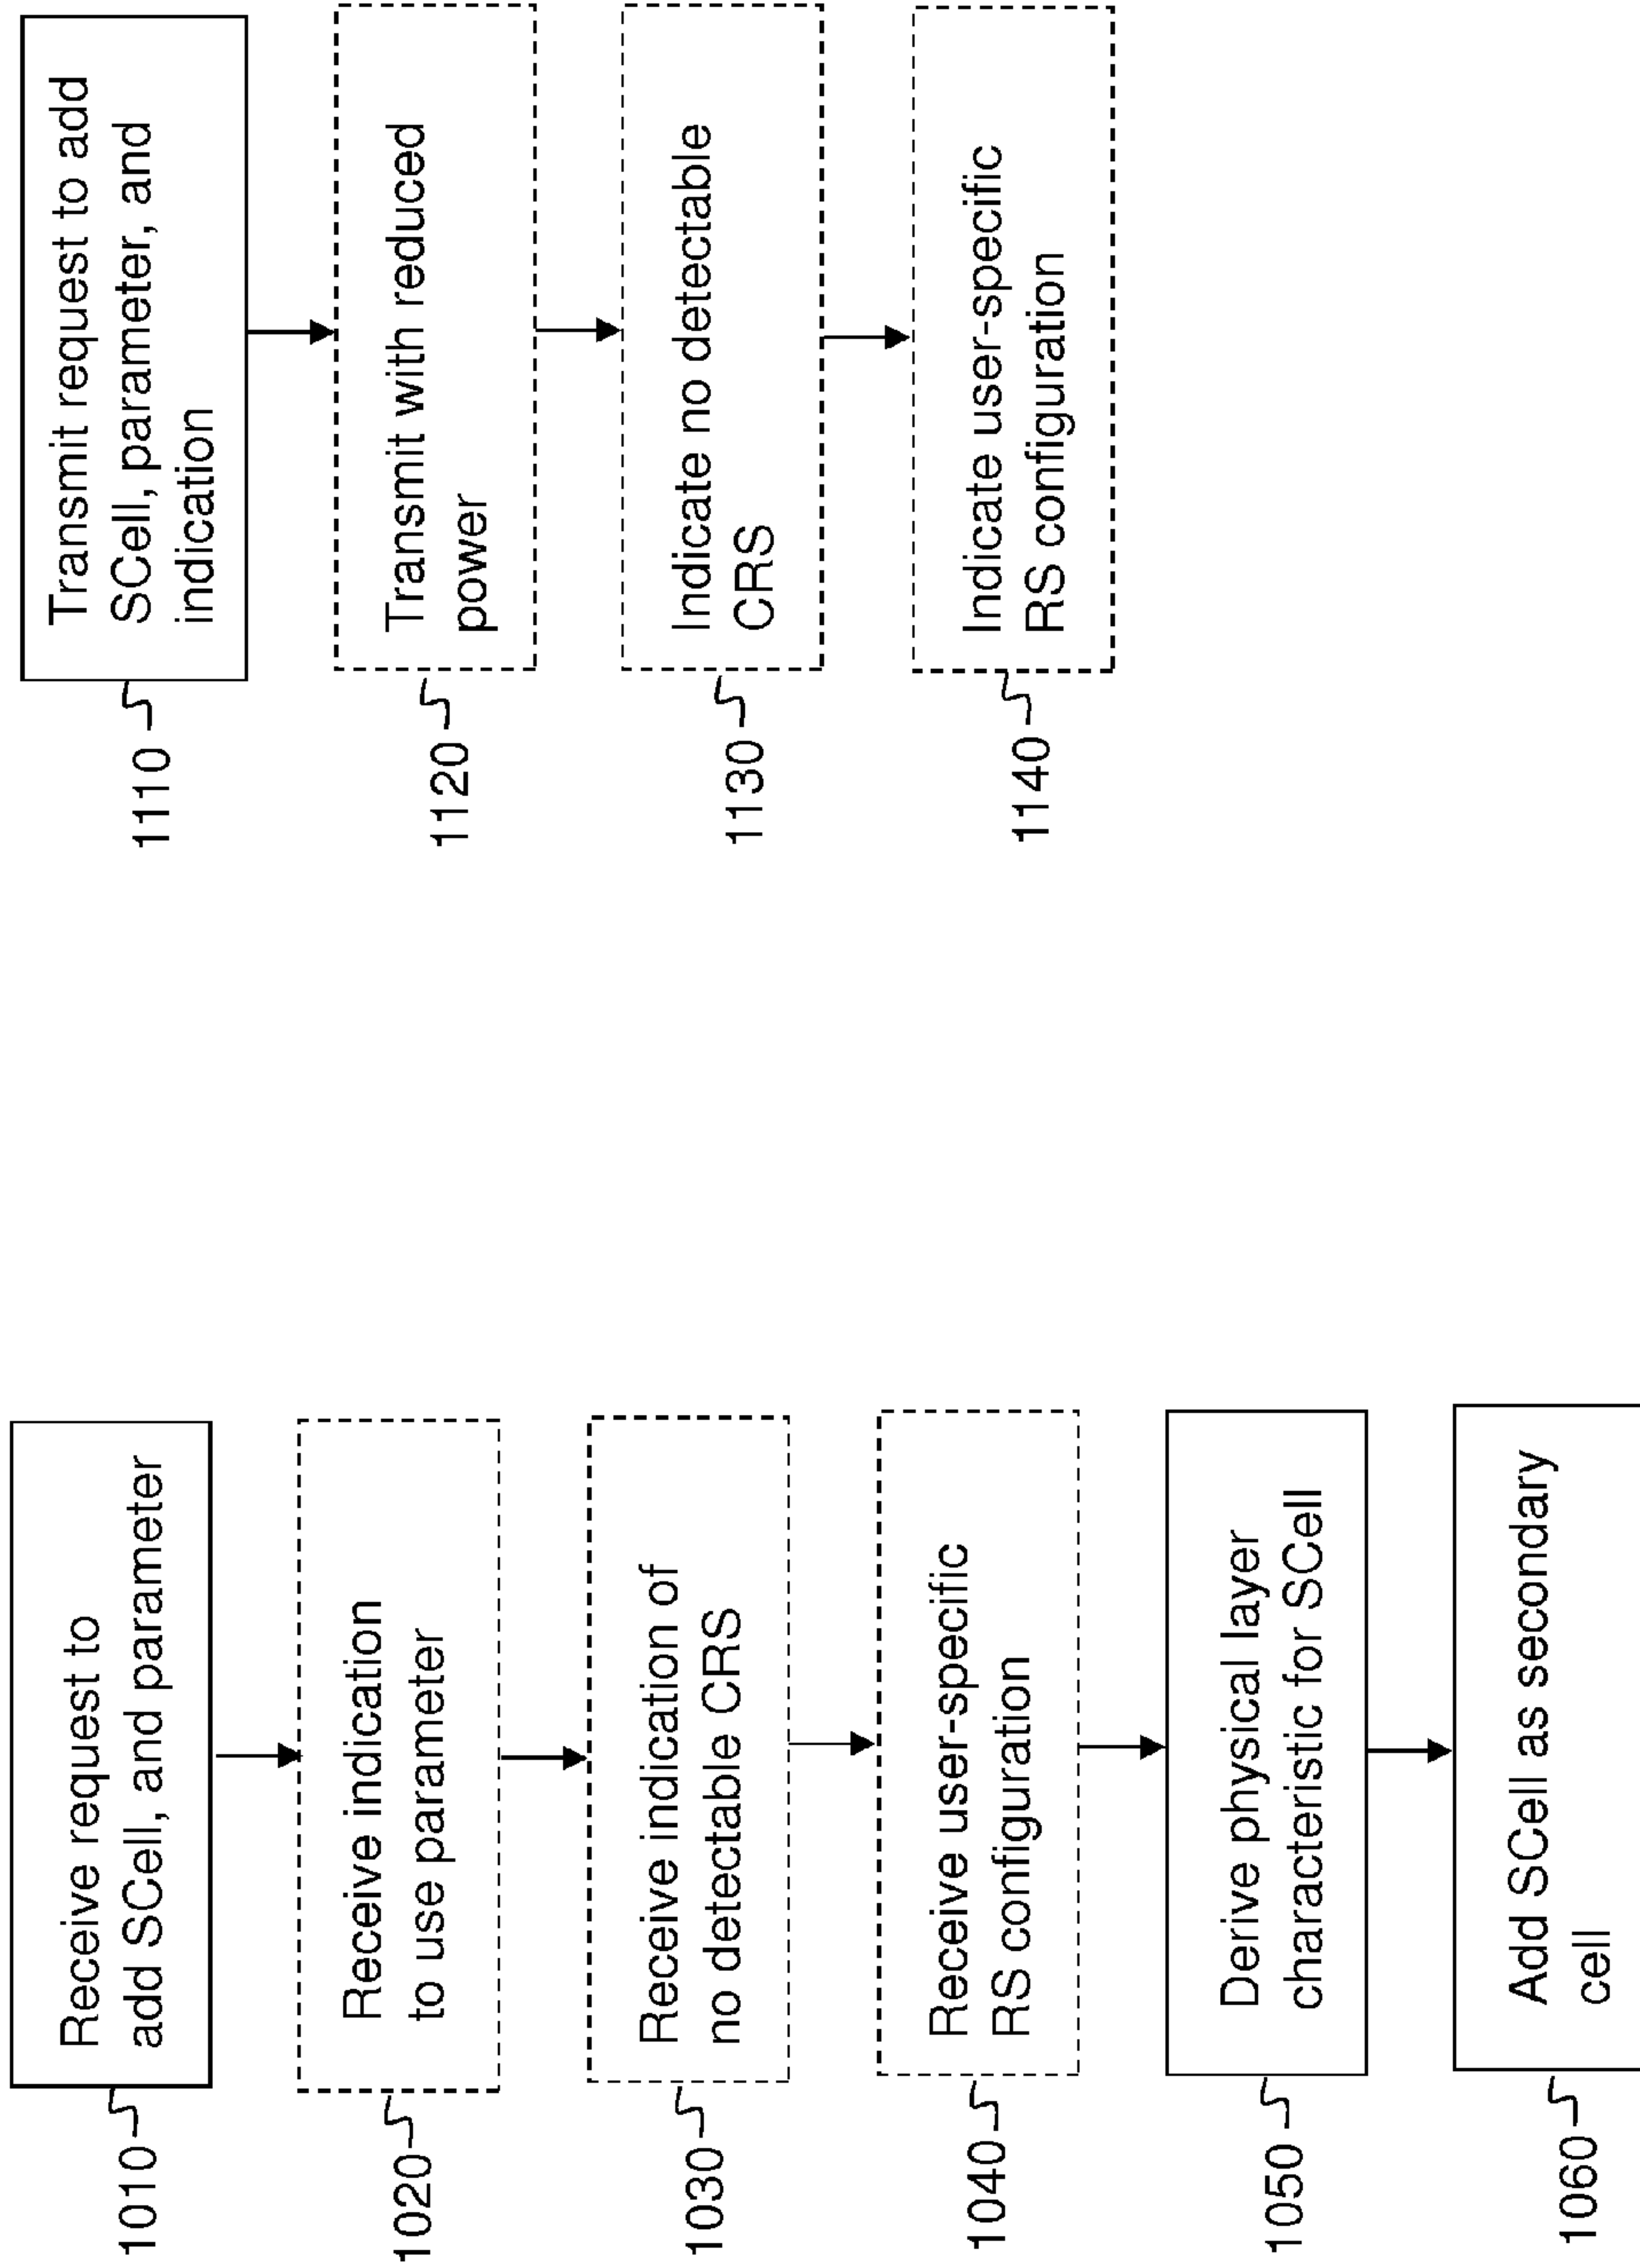 1010
Receive request to
add SCell, and parameter
1020
Receive indication
to use parameter
1030
Receive indication of
no detectable CRS
1040
Receive user-specific
RS configuration
1050
Derive physical layer
characteristic for SCell
1060
Add SCell as secondary
cell
1110
Transmit request to add
SCell, parameter, and
indication
1120
Transmit with reduced
power
1130
Indicate no detectable
CRS
1140
Indicate user-specific
RS configuration